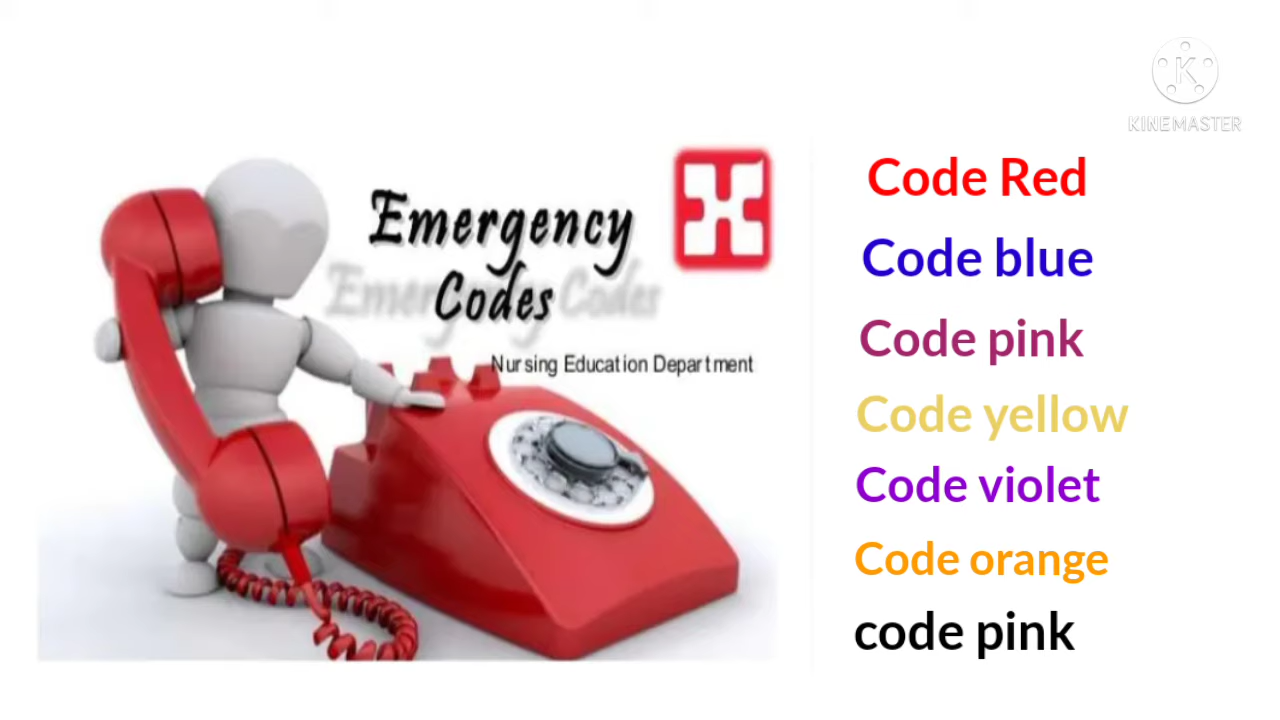 KINEMASTER
Emergency
Codes
Nursing Education Department
Code Red
Code blue
Code pink
Code yellow
Code violet
Code orange
code pink